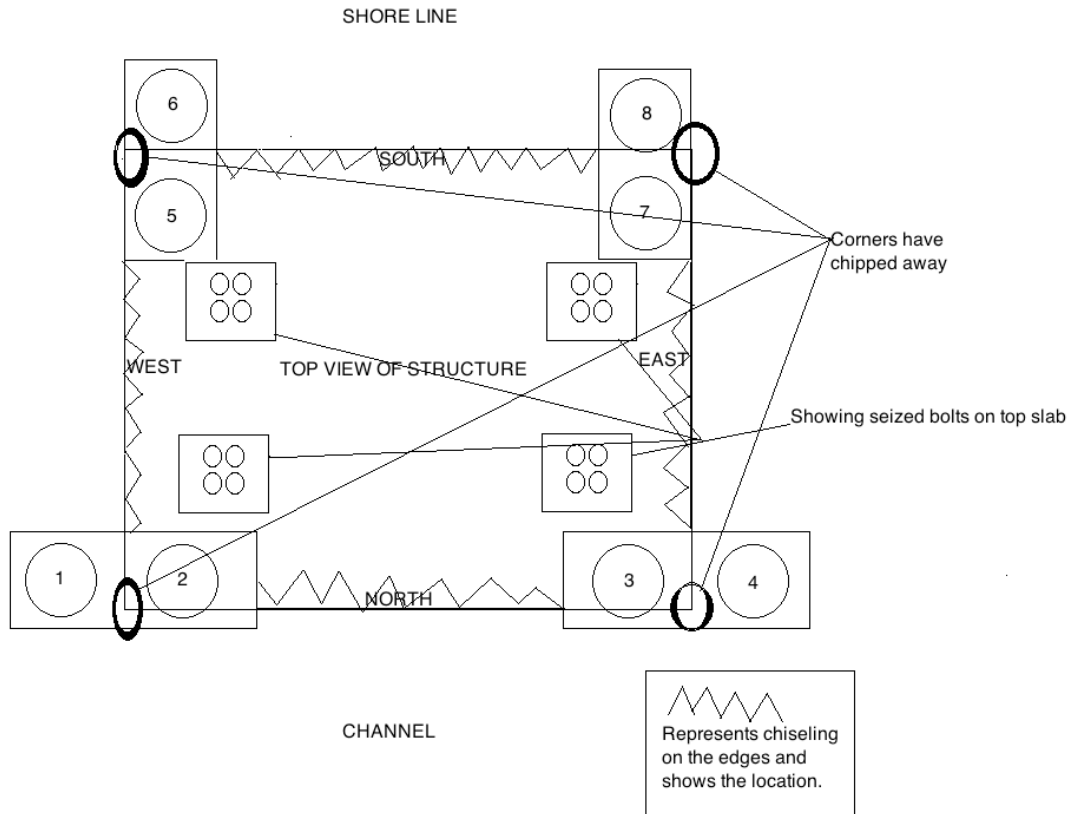 SHORE LINE
6
8
SOUTH
5
7
Corners have
chipped away
WEST
TOP VIEW OF STRUCTURE
EAST
Showing seized bolts on top slab
1
2
3
4
NORTH
CHANNEL
Represents chiseling
on the edges and
shows the location.